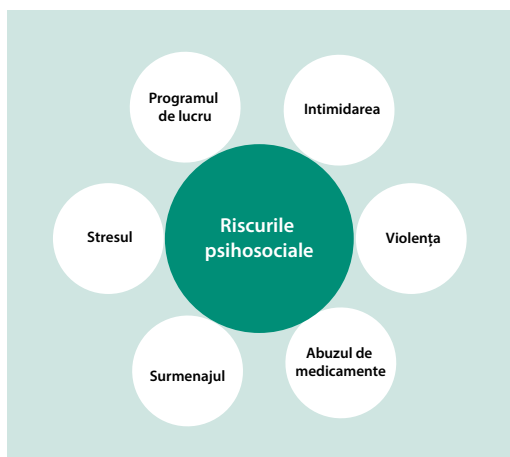 Programul
de lucru
Intimidarea
Stresul
Riscurile
psihosociale
Violența
Surmenajul
Abuzul de
medicamente